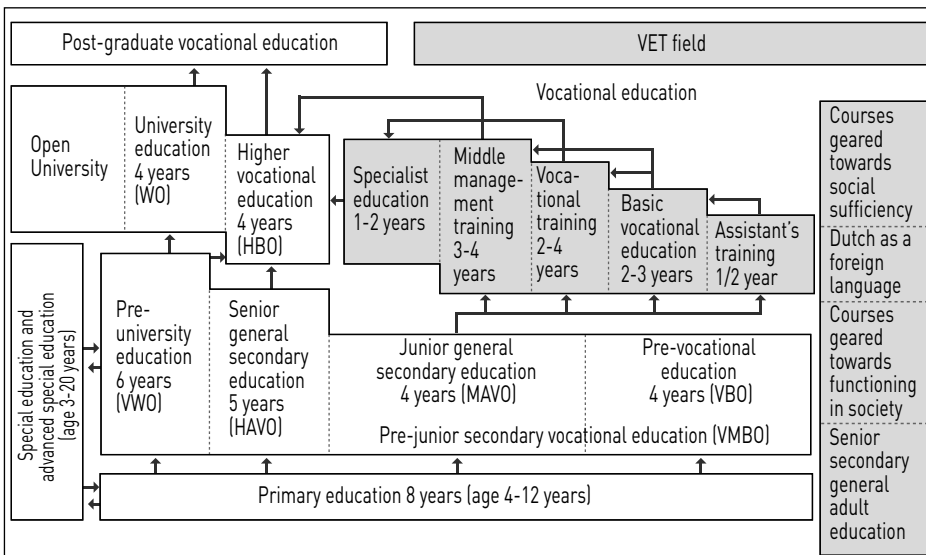 Post-graduate vocational education
VET field
Vocational education
Open
University
University
education
4 years
(WO)
Higher
vocational
education
4 years
(HBO)
Specialist
education
1-2 years
Middle
manage-
ment
training
3-4
years
Voca-
tional
training
2-4
years
Basic
vocational
education
2-3 years
Assistant's
training
1/2 year
Courses
geared
towards
social
sufficiency
Dutch as a
foreign
language
Courses
geared
towards
functioning
in society
Senior
secondary
general
adult
education
Special education and
advanced special education
(age 3-20 years)
Pre-
university
education
6 years
(VWO)
Senior
general
secondary
education
5 years
(HAVO)
Junior general
secondary education
4 years (MAVO)
Pre-vocational
education
4 years (VBO)
Pre-junior secondary vocational education (VMBO)
Primary education 8 years (age 4-12 years)